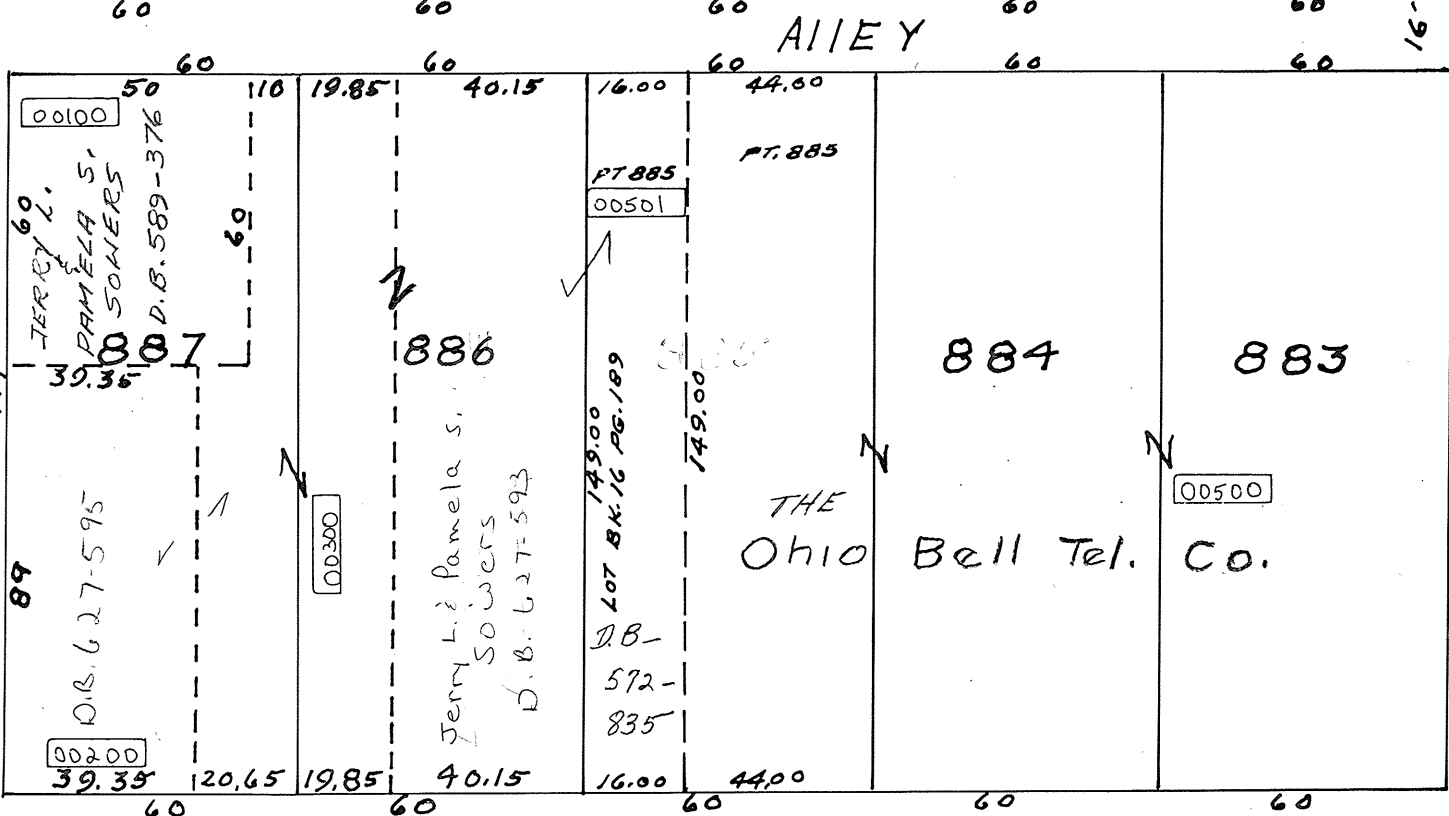 60 60 60 60 60
AllEY
16-
60 60 60 60 60
50 10 19.85 40.15 16.00 44.00
00100
JERRY L.
&
PAMELA S.
SOWERS
D.B. 589-376
60
60
PT 885
PT. 885
00501
887
886
884
883
39.35
89
D.B. 627-595
00200
00300
Jerry L. & Pamela S.
Sowers
D.B. 627-593
149.00
LOT BK. 16 PG. 189
149.00
D.B-
572-
835
THE
Ohio Bell Tel. Co.
00500
39.35 20.65 19.85 40.15 16.00 44.00
60 60 60 60 60